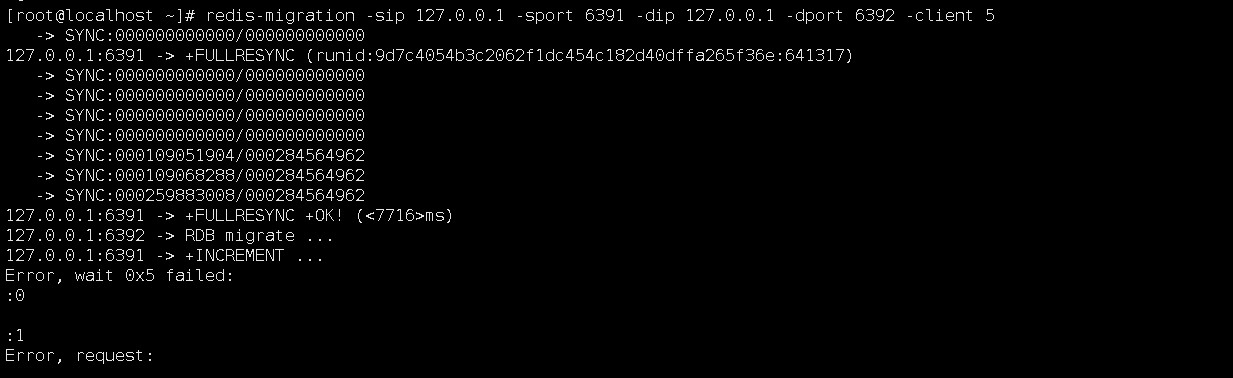 [root@localhost ~]# redis-migration -sip 127.0.0.1 -sport 6391 -dip 127.0.0.1 -dport 6392 -client 5
   -> SYNC:000000000000/000000000000
127.0.0.1:6391 -> +FULLRESYNC (runid:9d7c4054b3c2062f1dc454c182d40dffa265f36e:641317)
   -> SYNC:000000000000/000000000000
   -> SYNC:000000000000/000000000000
   -> SYNC:000000000000/000000000000
   -> SYNC:000000000000/000000000000
   -> SYNC:000109051904/000284564962
   -> SYNC:000109068288/000284564962
   -> SYNC:000259883008/000284564962
127.0.0.1:6391 -> +FULLRESYNC +OK! (<7716>ms)
127.0.0.1:6392 -> RDB migrate ...
127.0.0.1:6391 -> +INCREMENT ...
Error, wait 0x5 failed:
:0
:1
Error, request: